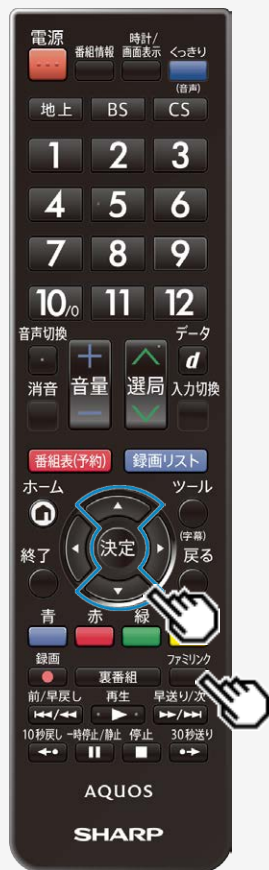 電源
番組情報
時計/
画面表示
くっきり
(音声)
地上 BS CS
1 2 3
4 5 6
7 8 9
10/0 11 12
音声切換
データ
d
消音 音量 選局 入力切換
番組表(予約) 録画リスト
ホーム ツール
(字幕)
終了 決定 戻る
青 赤 緑
録画 裏番組 ファミリンク
前/早戻し 再生 早送り/次
10秒戻し 一時停止/静止 停止 30秒送り
AQUOS
SHARP